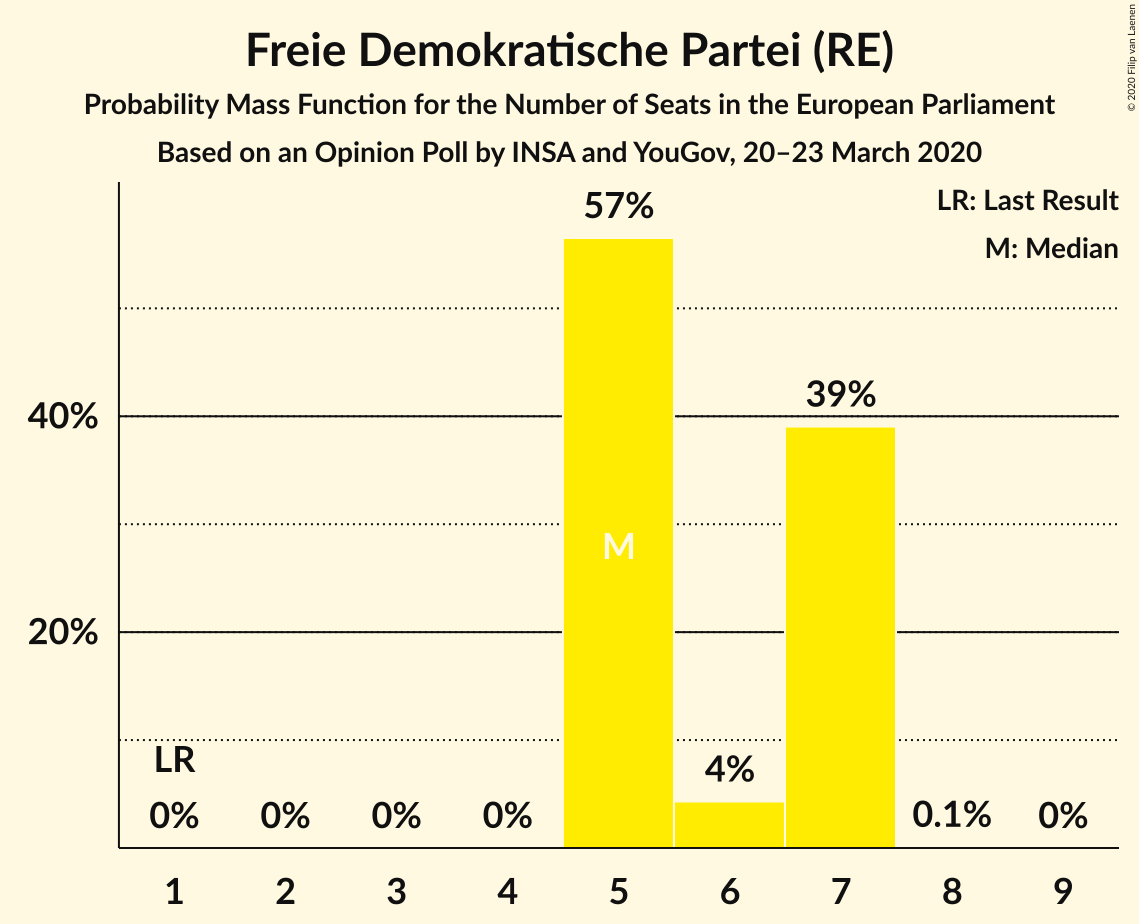 Freie Demokratische Partei (RE)
Probability Mass Function for the Number of Seats in the European Parliament
Based on an Opinion Poll by INSA and YouGov, 20–23 March 2020
© 2020 Filip van Laenen
LR: Last Result
M: Median
57%
39%
40%
M
20%
LR
4%
0%
0%
0%
0%
0.1%
0%
1 2 3 4 5 6 7 8 9